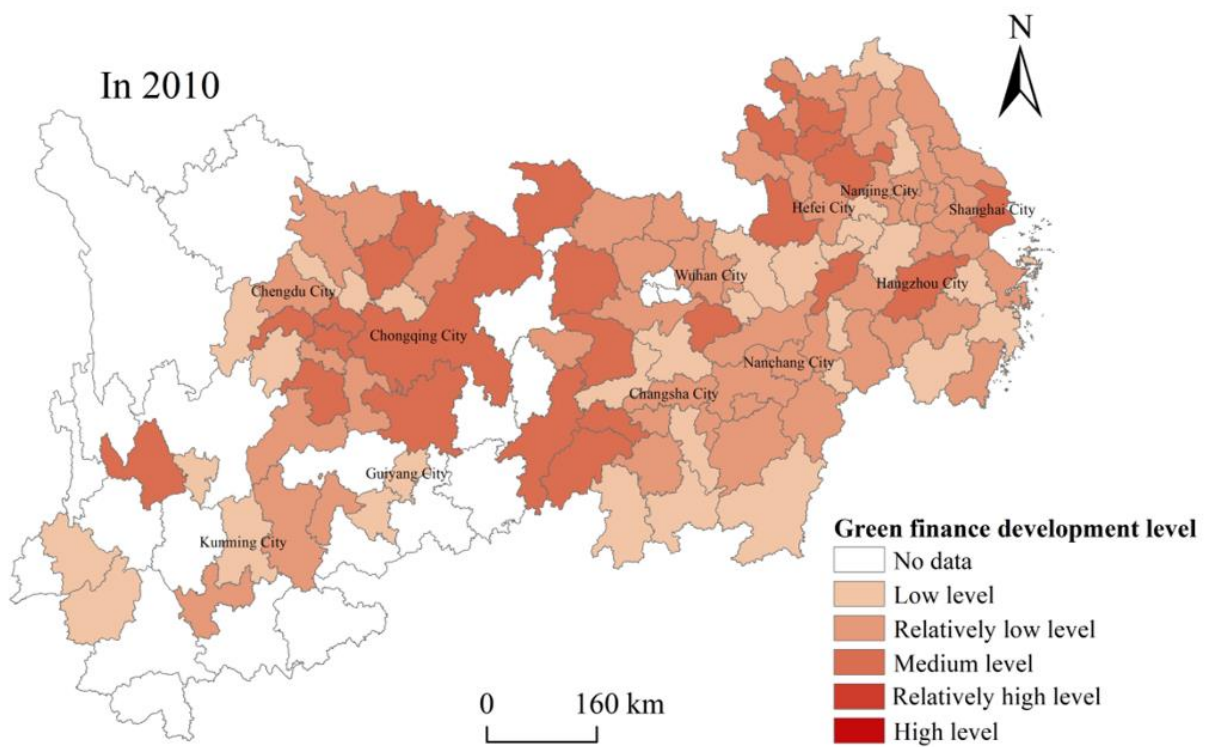 N
In 2010
Nanjing City
Hefei City
Shanghai City
Wuhan City
Hangzhou City
Chengdu City
Chongqing City
Nanchang City
Changsha City
Guiyang City
Kunming City
Green finance development level
No data
Low level
Relatively low level
Medium level
Relatively high level
High level
0 160 km